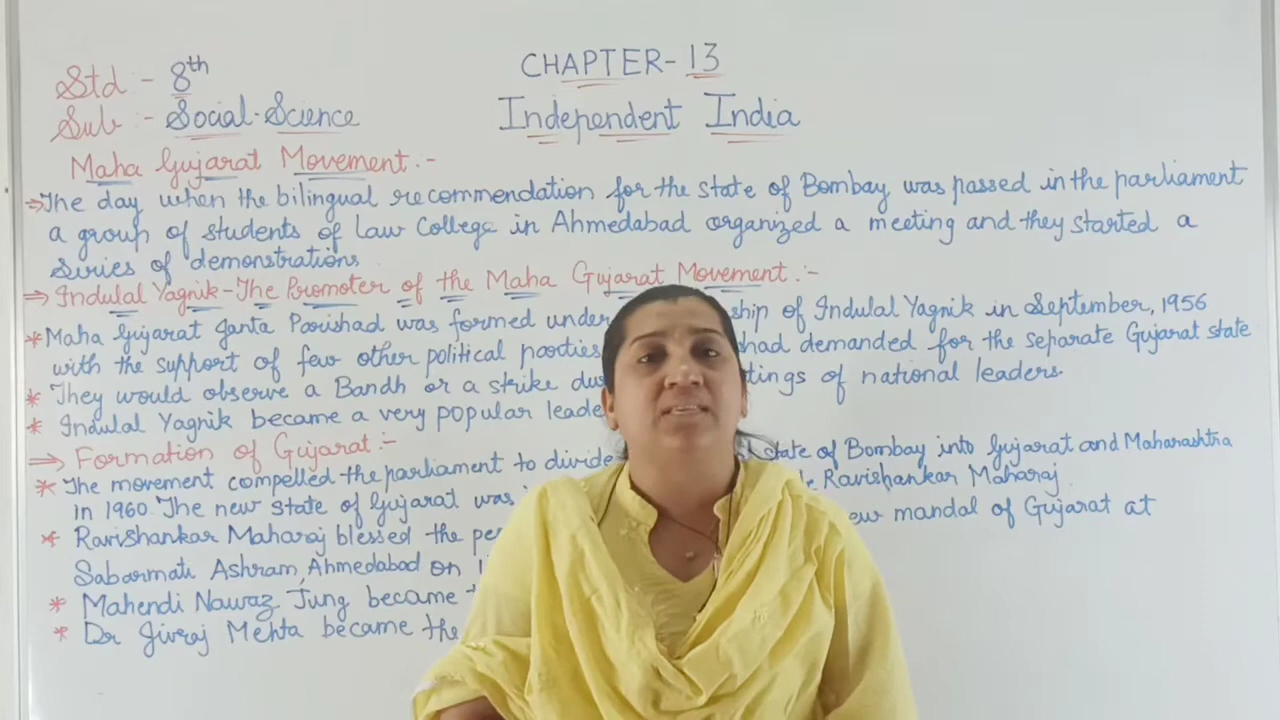 Std :- 8th
CHAPTER-13
Sub :- Social-Science
Independent India
Maha Gujarat Movement :-
⇒ The day when the bilingual recommendation for the state of Bombay was passed in the parliament
a group of students of Law College in Ahmedabad organized a meeting and they started a
series of demonstrations
⇒ Indulal Yagnik-The Promoter of the Maha Gujarat Movement :-
* Maha Gujarat Janta Parishad was formed under ship of Indulal Yagnik in September, 1956
with the support of few other political parties had demanded for the separate Gujarat state
* They would observe a Bandh or a strike du tings of national leaders.
* Indulal Yagnik became a very popular leade
⇒ Formation of Gujarat :-
* The movement compelled the parliament to divide state of Bombay into Gujarat and Maharashtra
in 1960. The new state of Gujarat was Ravishankar Maharaj.
* Ravishankar Maharaj blessed the pe ew mandal of Gujarat at
Sabarmati Ashram, Ahmedabad on 1
* Mahendi Nawaz Jung became
* Dr Jivraj Mehta became the